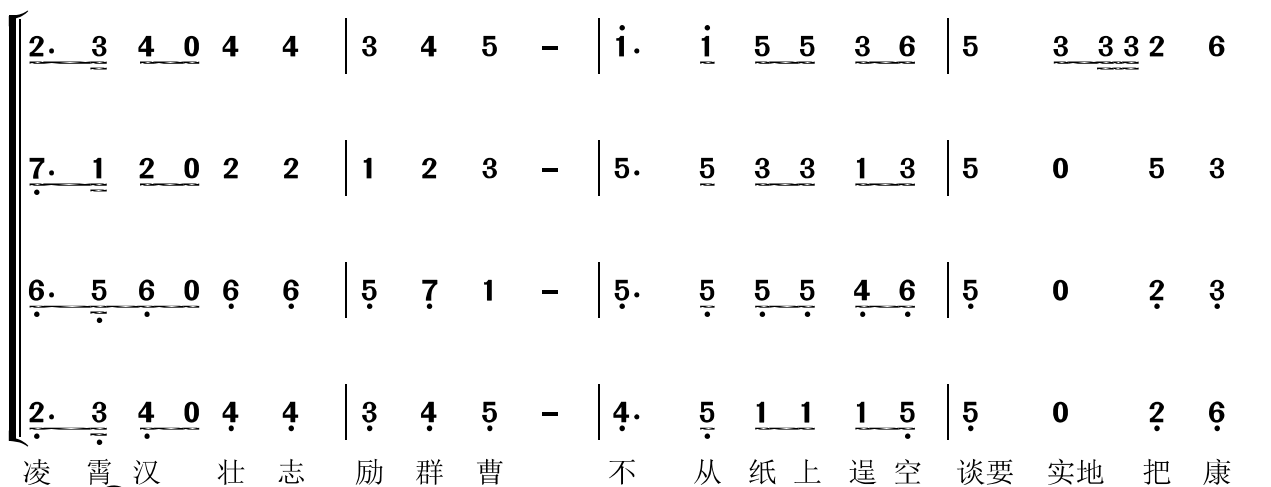 2. 3 4 0 4 4 | 3 4 5 – | 1. 1 5 5 3 6 | 5 3 3 3 2 6
7. 1 2 0 2 2 | 1 2 3 – | 5. 5 3 3 1 3 | 5 0 5 3
6. 5 6 0 6 6 | 5 7 1 – | 5. 5 5 5 4 6 | 5 0 2 3
2. 3 4 0 4 4 | 3 4 5 – | 4. 5 1 1 1 5 | 5 0 2 6
凌 霄 汉 壮 志 励 群 曹 不 从 纸 上 逞 空 谈要 实地 把 康